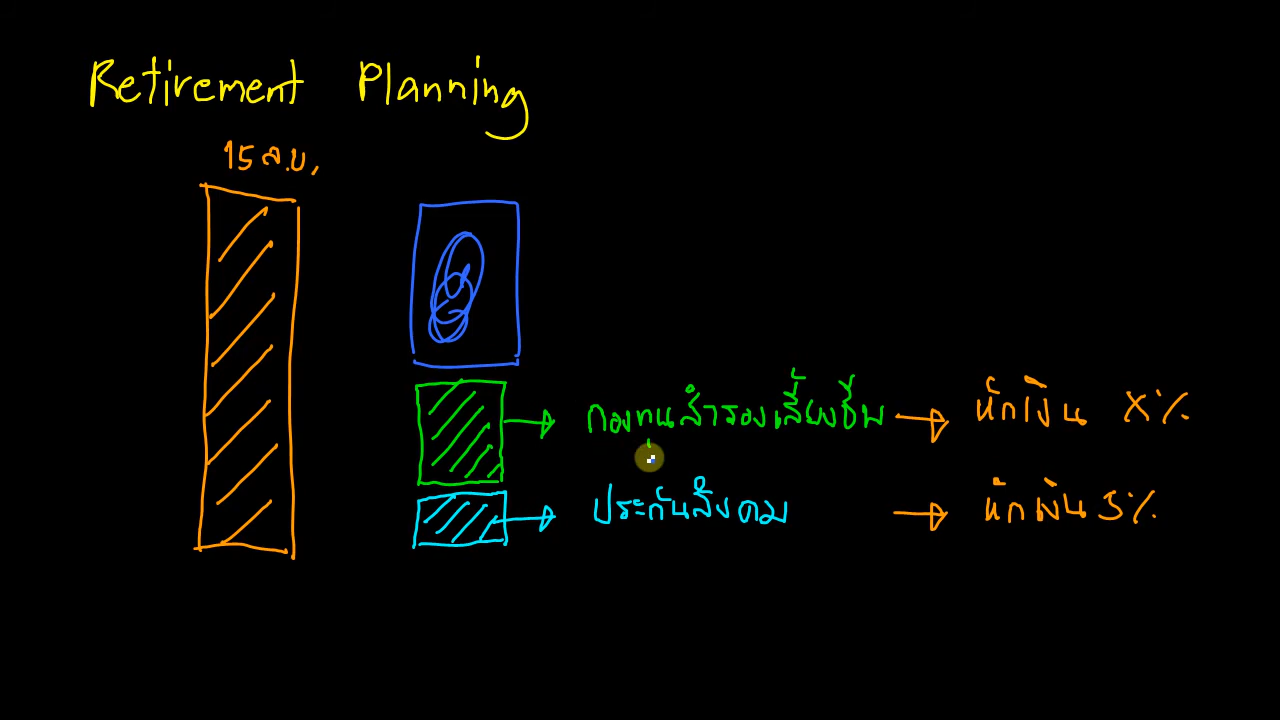 Retirement Planning
15 ล.บ.
กองทุนสำรองเลี้ยงชีพ → หักเงิน X%
ประกันสังคม → หักเงิน 5%